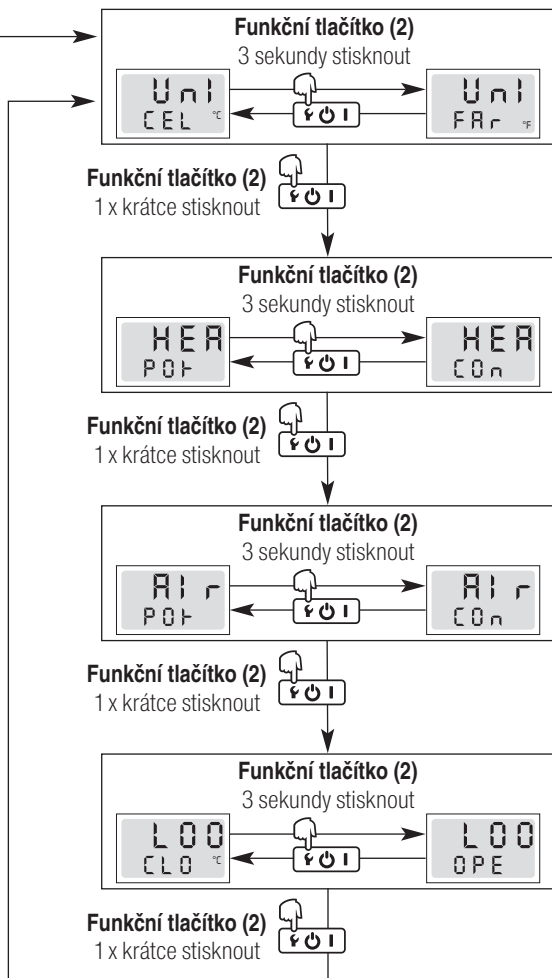 Funkční tlačítko (2)
3 sekundy stisknout
Uni Uni
CEL °C FAr °F
Funkční tlačítko (2)
1 x krátce stisknout
Funkční tlačítko (2)
3 sekundy stisknout
HEA HEA
POt COn
Funkční tlačítko (2)
1 x krátce stisknout
Funkční tlačítko (2)
3 sekundy stisknout
AIr AIr
POt COn
Funkční tlačítko (2)
1 x krátce stisknout
Funkční tlačítko (2)
3 sekundy stisknout
LOO LOO
CLO °C OPE
Funkční tlačítko (2)
1 x krátce stisknout